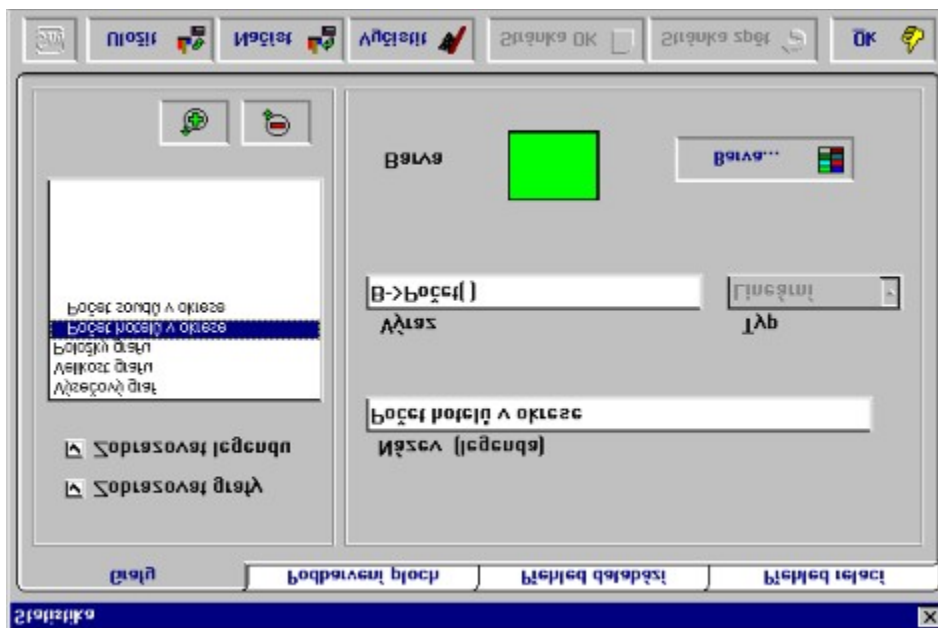 Statistika
Grafy
Podbarvení ploch
Přehled databází
Přehled relací
Zobrazovat grafy
Zobrazovat legendu
Výsečový graf
Velikost grafu
Položky grafu
Počet hotelů v okrese
Počet soudů v okrese
Název (legenda)
Počet hotelů v okrese
Výraz
Typ
B->Počet()
Lineární
Barva
Barva...
Uložit
Načíst
Vyčistit
Stránka OK
Stránka zpět
Ok